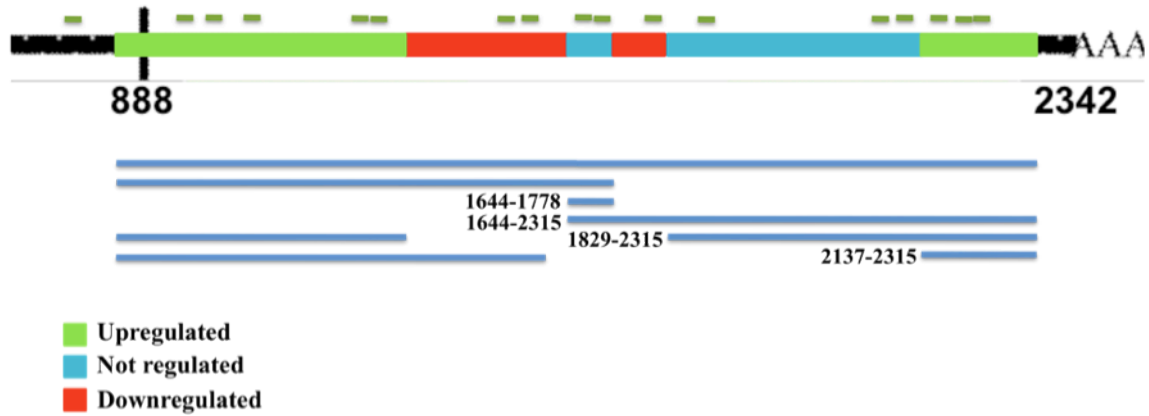 AAA
888
2342
1644-1778
1644-2315
1829-2315
2137-2315
Upregulated
Not regulated
Downregulated